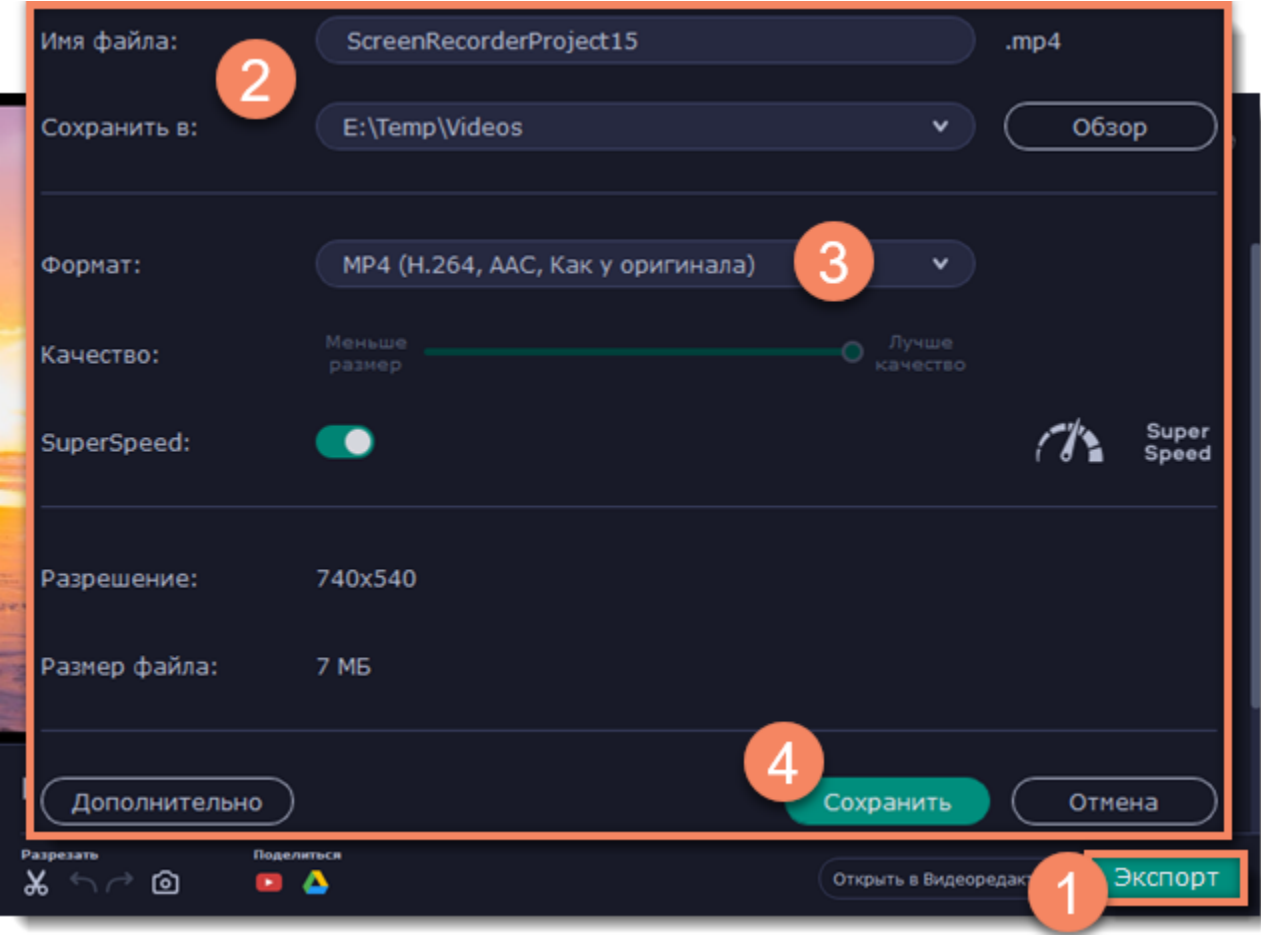 Имя файла: ScreenRecorderProject15 .mp4
2
Сохранить в: E:\Temp\Videos Обзор
Формат: MP4 (H.264, AAC, Как у оригинала) 3
Качество: Меньше размер Лучше качество
SuperSpeed: Super Speed
Разрешение: 740x540
Размер файла: 7 МБ
4
Дополнительно Сохранить Отмена
Разрезать Поделиться
Открыть в Видеоредак 1 Экспорт